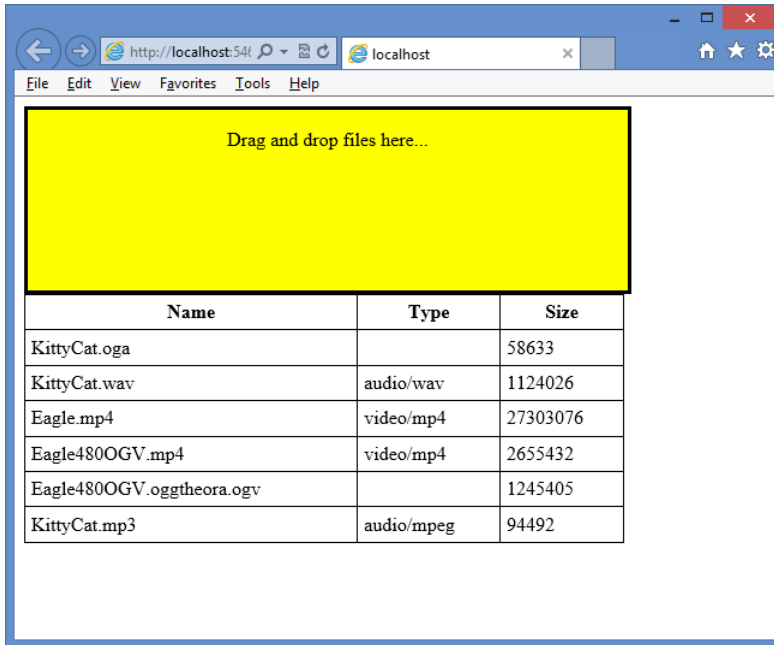 http://localhost:546
localhost
File Edit View Favorites Tools Help
Drag and drop files here...
Name Type Size
KittyCat.oga 58633
KittyCat.wav audio/wav 1124026
Eagle.mp4 video/mp4 27303076
Eagle480OGV.mp4 video/mp4 2655432
Eagle480OGV.oggtheora.ogv 1245405
KittyCat.mp3 audio/mpeg 94492